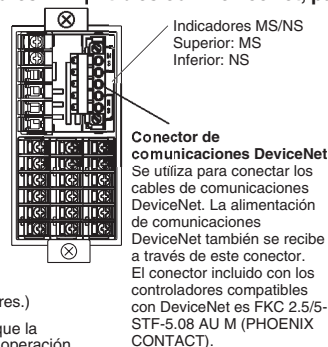 Indicadores MS/NS
Superior: MS
Inferior: NS
Conector de
comunicaciones DeviceNet
Se utiliza para conectar los
cables de comunicaciones
DeviceNet. La alimentación
de comunicaciones
DeviceNet también se recibe
a través de este conector.
El conector incluido con los
controladores compatibles
con DeviceNet es FKC 2.5/5-
STF-5.08 AU M (PHOENIX
CONTACT).
res.)
que la
operación